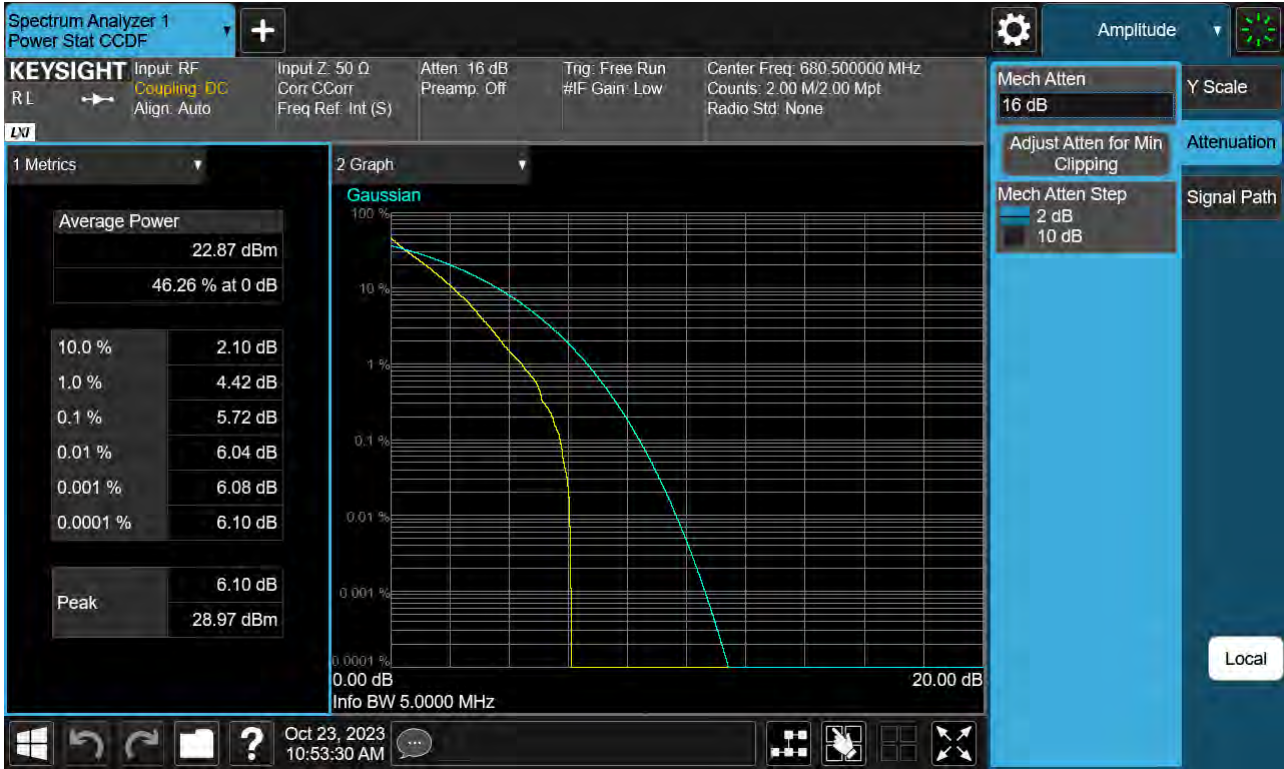 Spectrum Analyzer 1
Power Stat CCDF
Amplitude
KEYSIGHT
R L
LXI
Input: RF
Coupling: DC
Align: Auto
Input Z: 50 Ω
Corr CCorr
Freq Ref: Int (S)
Atten: 16 dB
Preamp: Off
Trig: Free Run
#IF Gain: Low
Center Freq: 680.500000 MHz
Counts: 2.00 M/2.00 Mpt
Radio Std: None
1 Metrics
Average Power
22.87 dBm
46.26 % at 0 dB
10.0 % 2.10 dB
1.0 % 4.42 dB
0.1 % 5.72 dB
0.01 % 6.04 dB
0.001 % 6.08 dB
0.0001 % 6.10 dB
Peak
6.10 dB
28.97 dBm
2 Graph
Gaussian
100 %
10 %
1 %
0.1 %
0.01 %
0.001 %
0.0001 %
0.00 dB 20.00 dB
Info BW 5.0000 MHz
Mech Atten
16 dB
Adjust Atten for Min
Clipping
Mech Atten Step
2 dB
10 dB
Y Scale
Attenuation
Signal Path
Local
?
Oct 23, 2023
10:53:30 AM